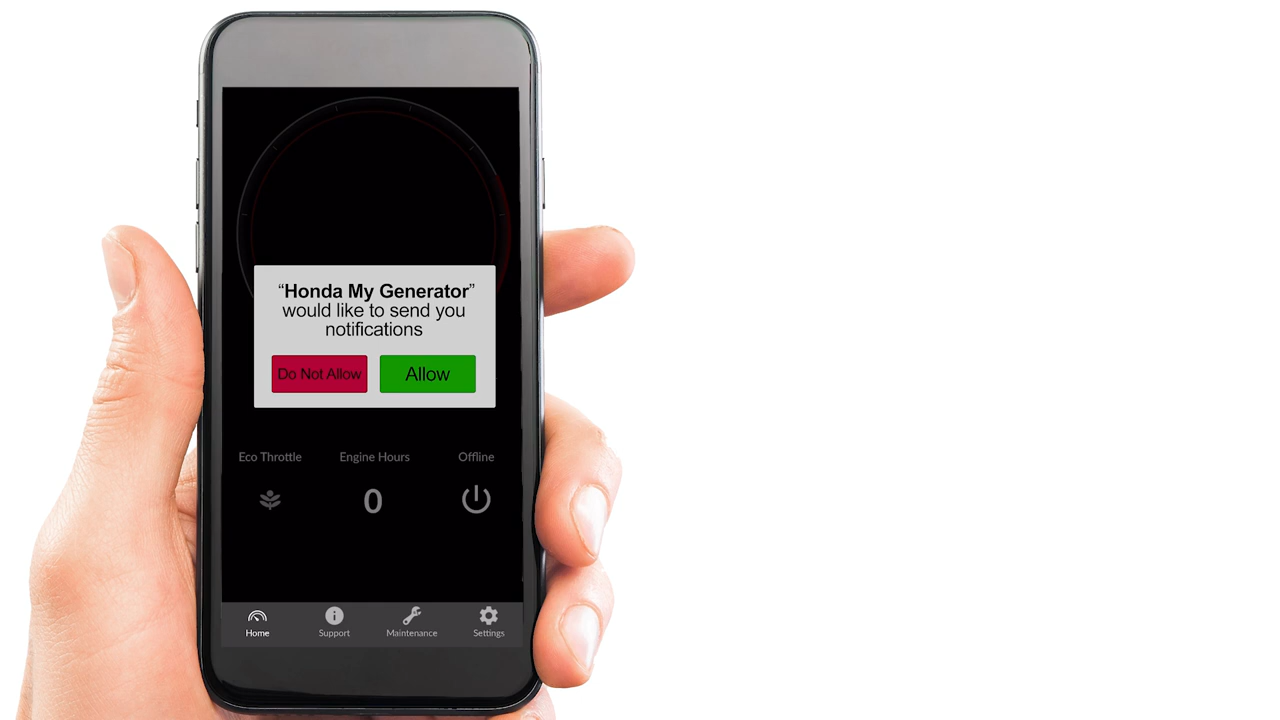 “Honda My Generator”
would like to send you
notifications
Do Not Allow
Allow
Eco Throttle
Engine Hours
Offline
0
Home
Support
Maintenance
Settings